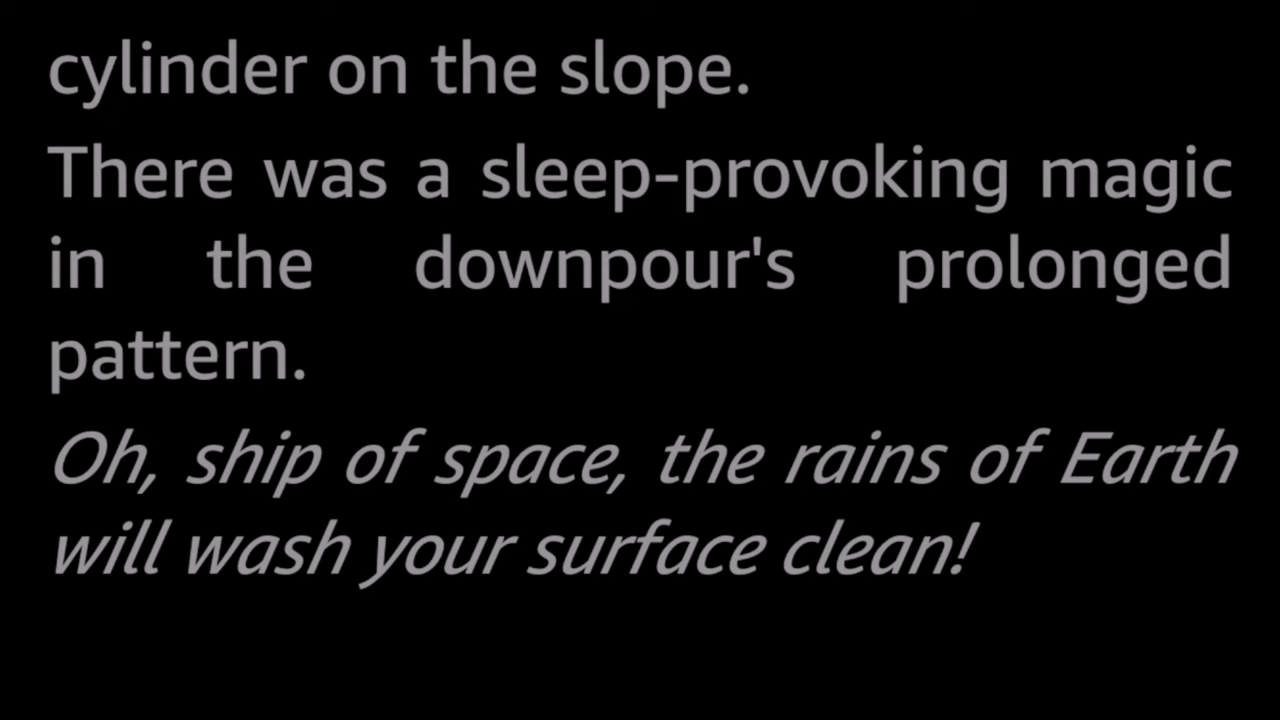 cylinder on the slope.
There was a sleep-provoking magic
in the downpour's prolonged
pattern.
Oh, ship of space, the rains of Earth
will wash your surface clean!